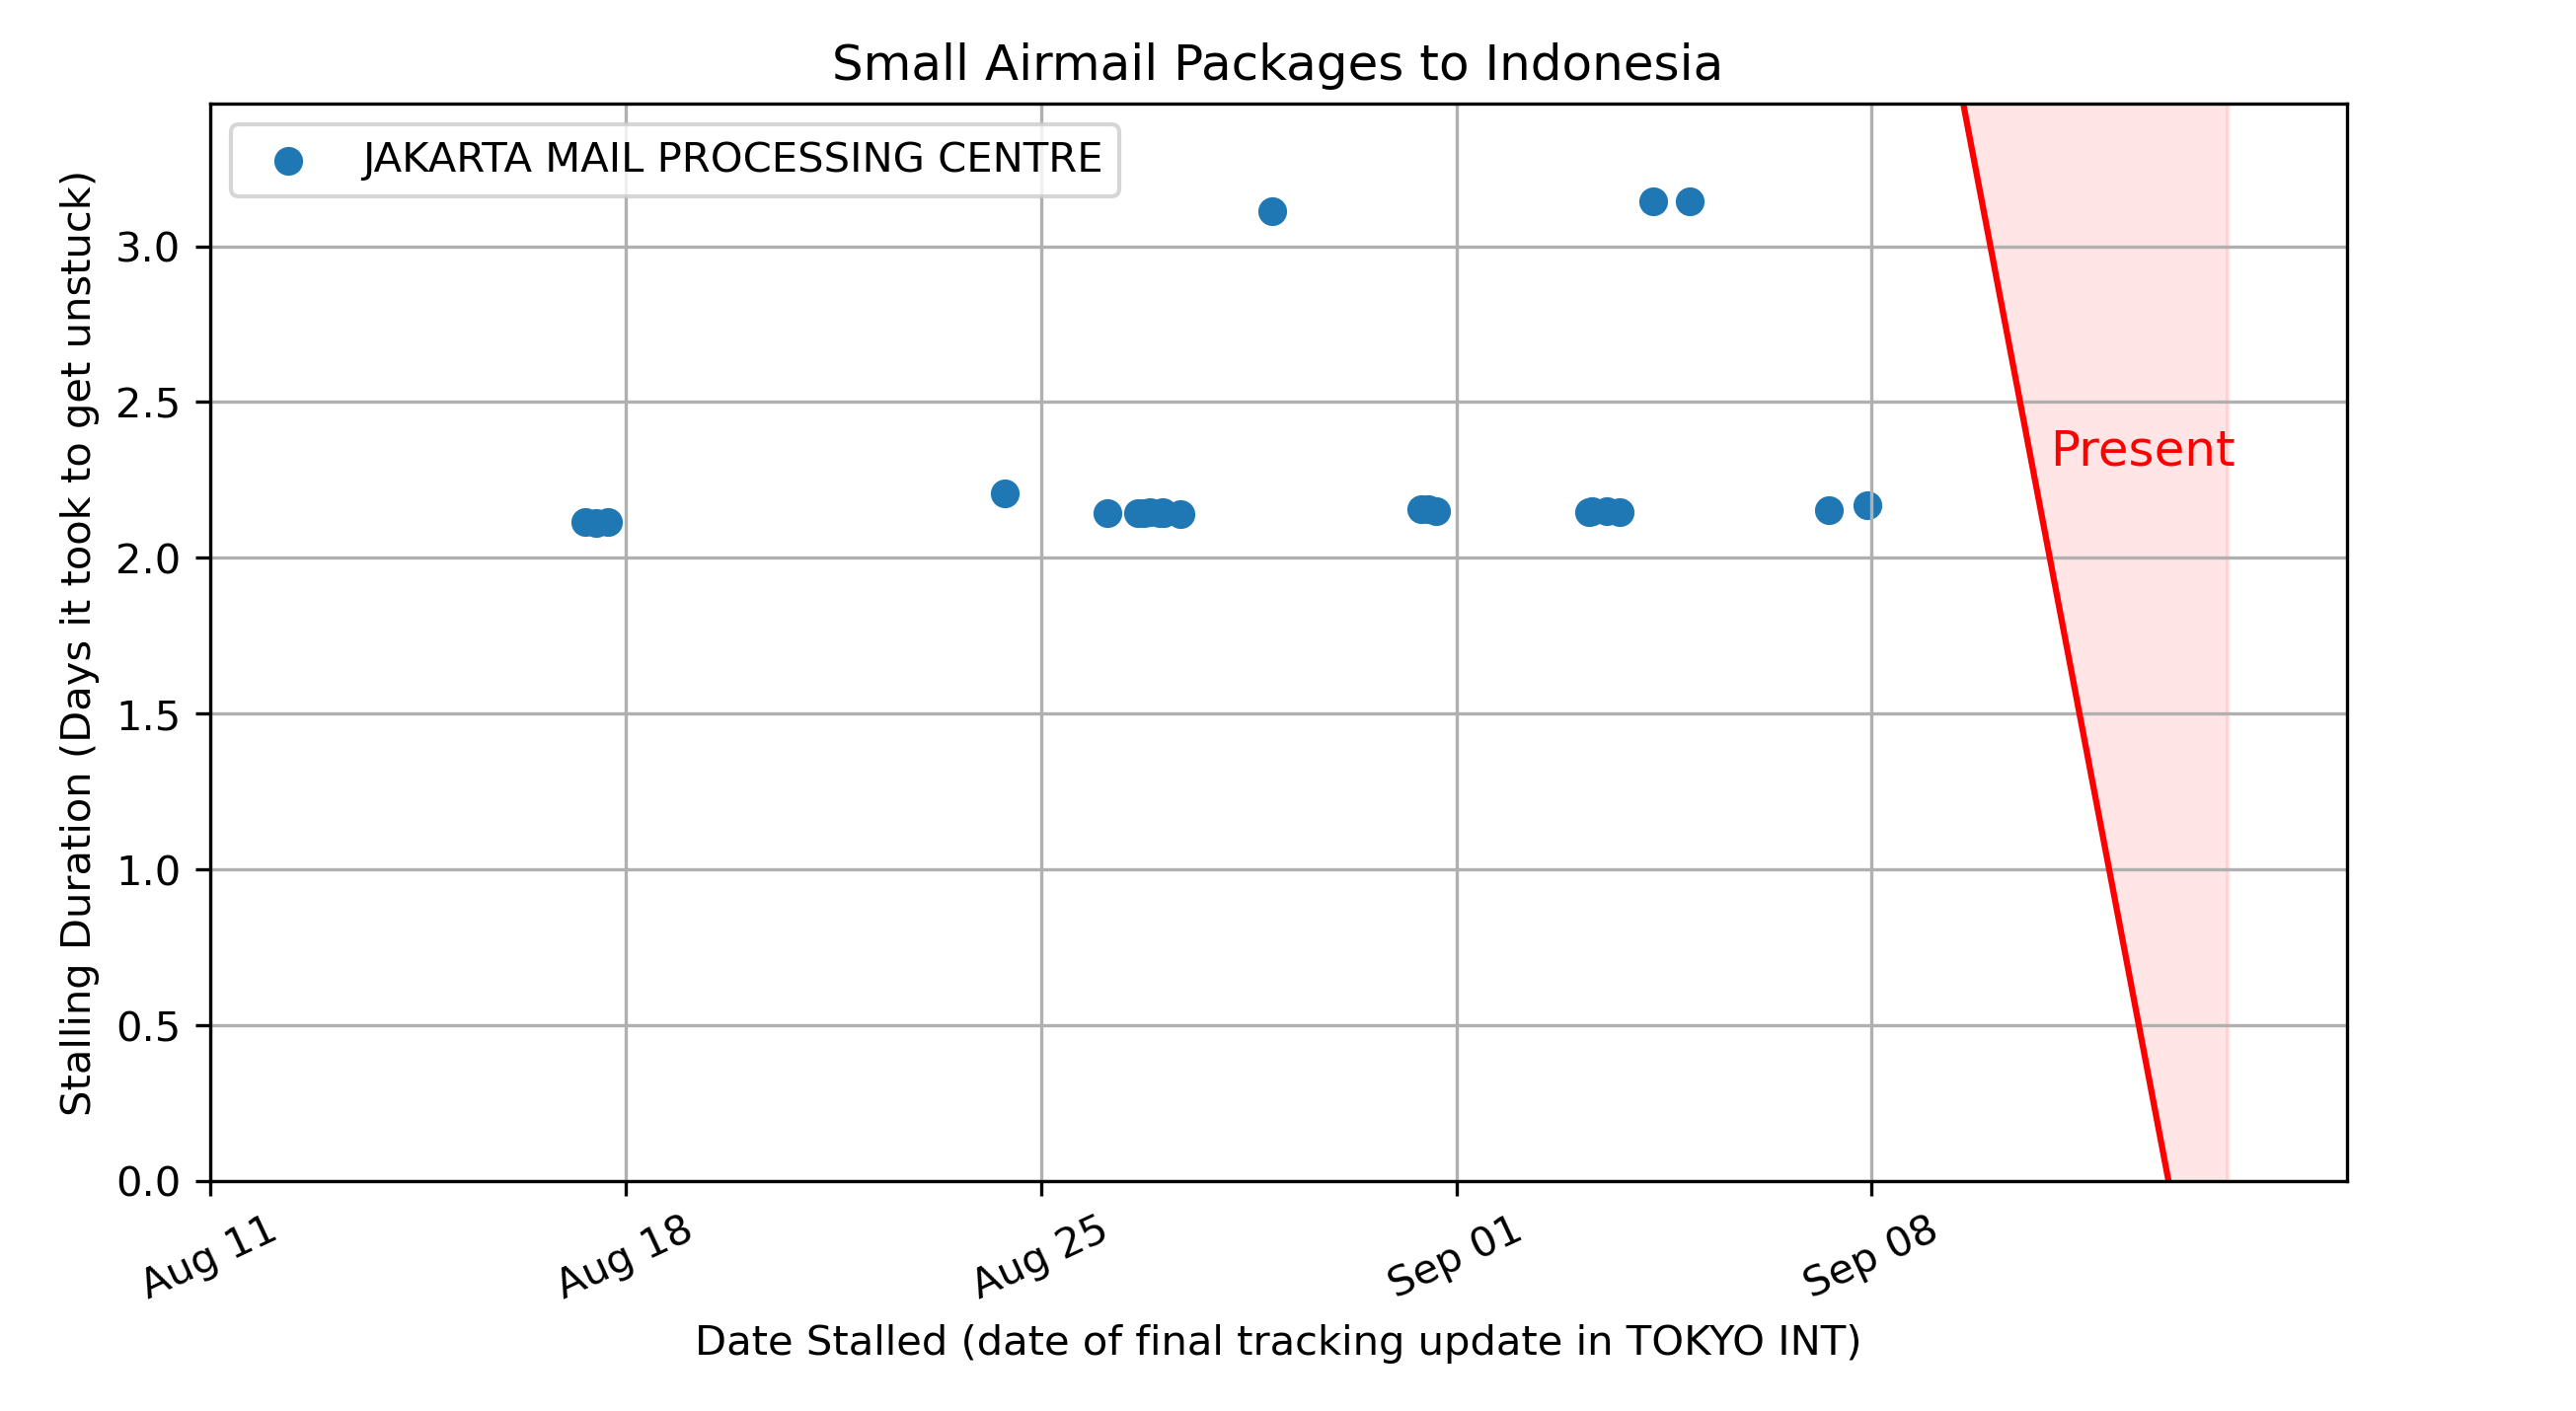 Small Airmail Packages to Indonesia
JAKARTA MAIL PROCESSING CENTRE
Stalling Duration (Days it took to get unstuck)
3.0
2.5
2.0
1.5
1.0
0.5
0.0
Present
Aug 11
Aug 18
Aug 25
Sep 01
Sep 08
Date Stalled (date of final tracking update in TOKYO INT)